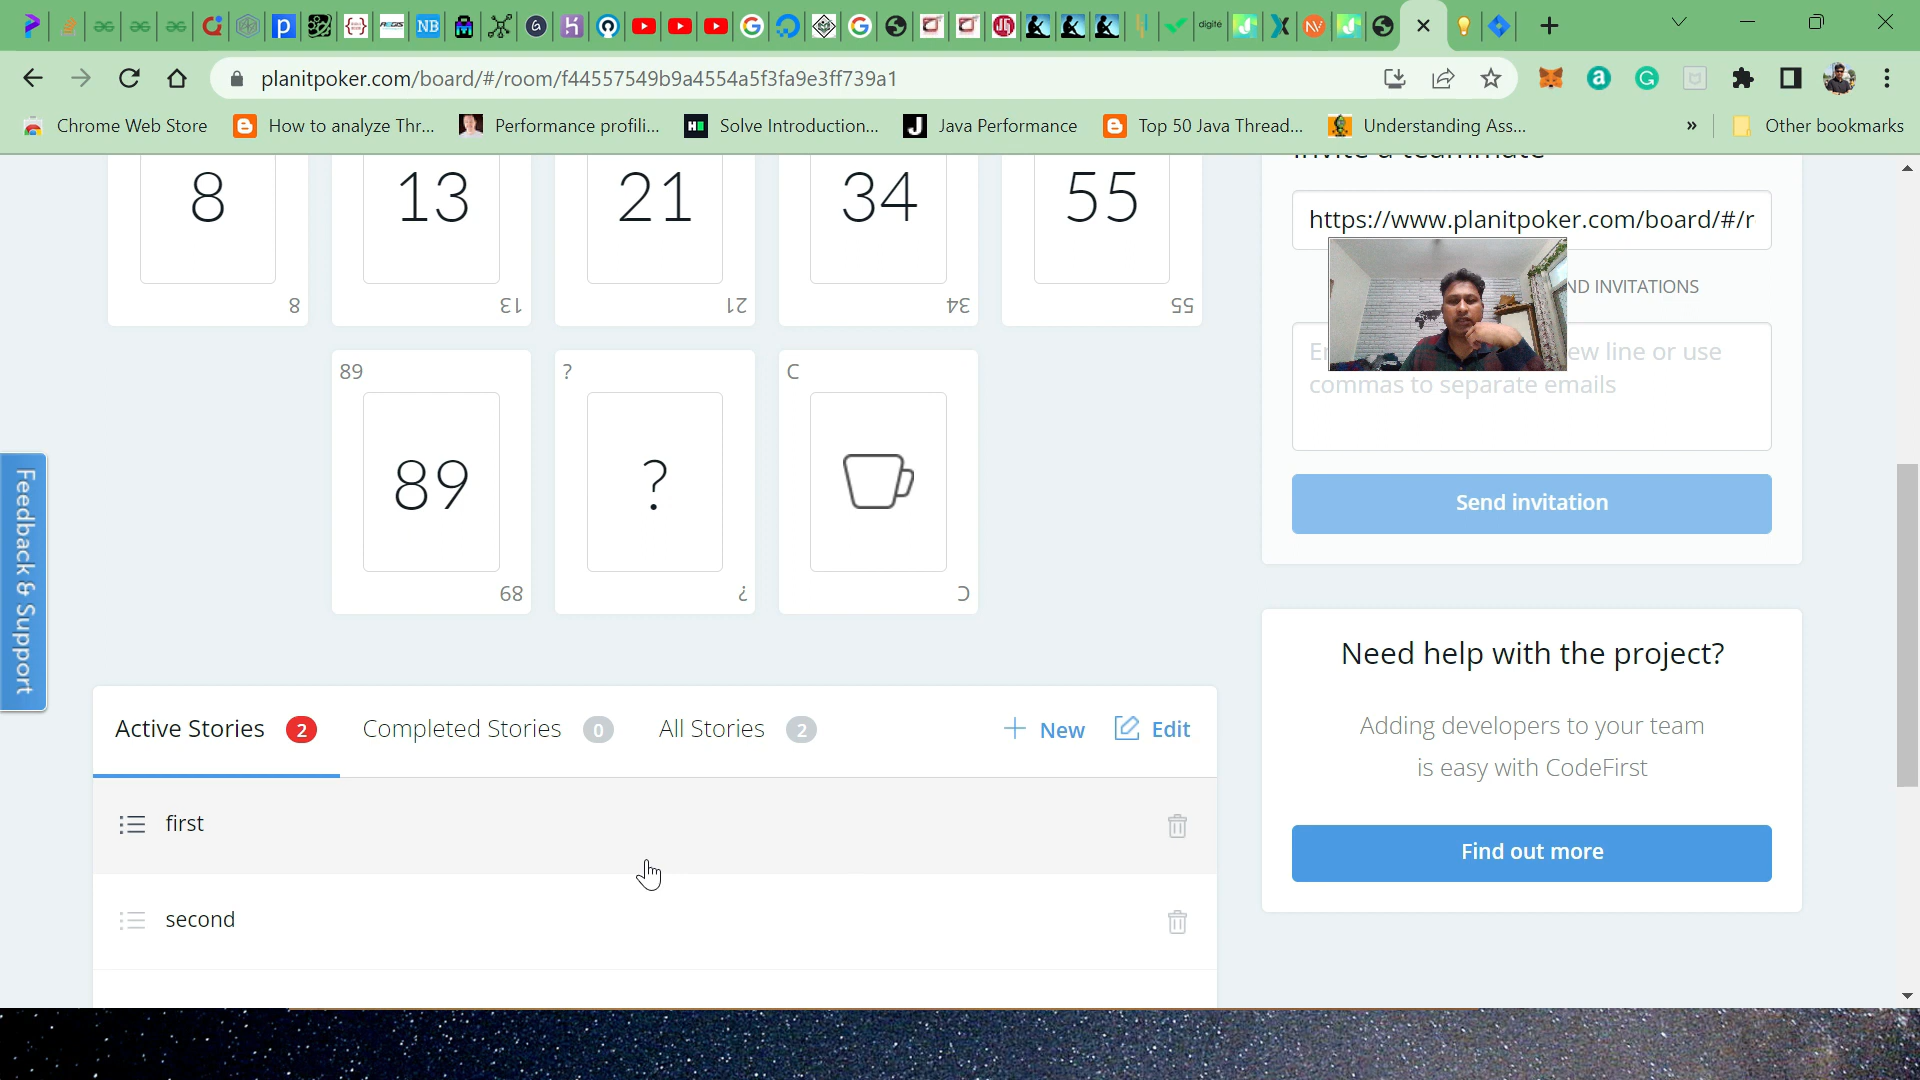 planitpoker.com/board/#/room/f44557549b9a4554a5f3fa9e3ff739a1
Chrome Web Store
How to analyze Thr...
Performance profili...
Solve Introduction...
Java Performance
Top 50 Java Thread...
Understanding Ass...
»
Other bookmarks
8
13
21
34
55
8
13
21
34
55
https://www.planitpoker.com/board/#/r
ND INVITATIONS
ew line or use
commas to separate emails
Send invitation
89
?
C
89
?
89
?
C
Feedback & Support
Need help with the project?
Adding developers to your team
is easy with CodeFirst
Find out more
Active Stories 2
Completed Stories 0
All Stories 2
+ New
Edit
first
second